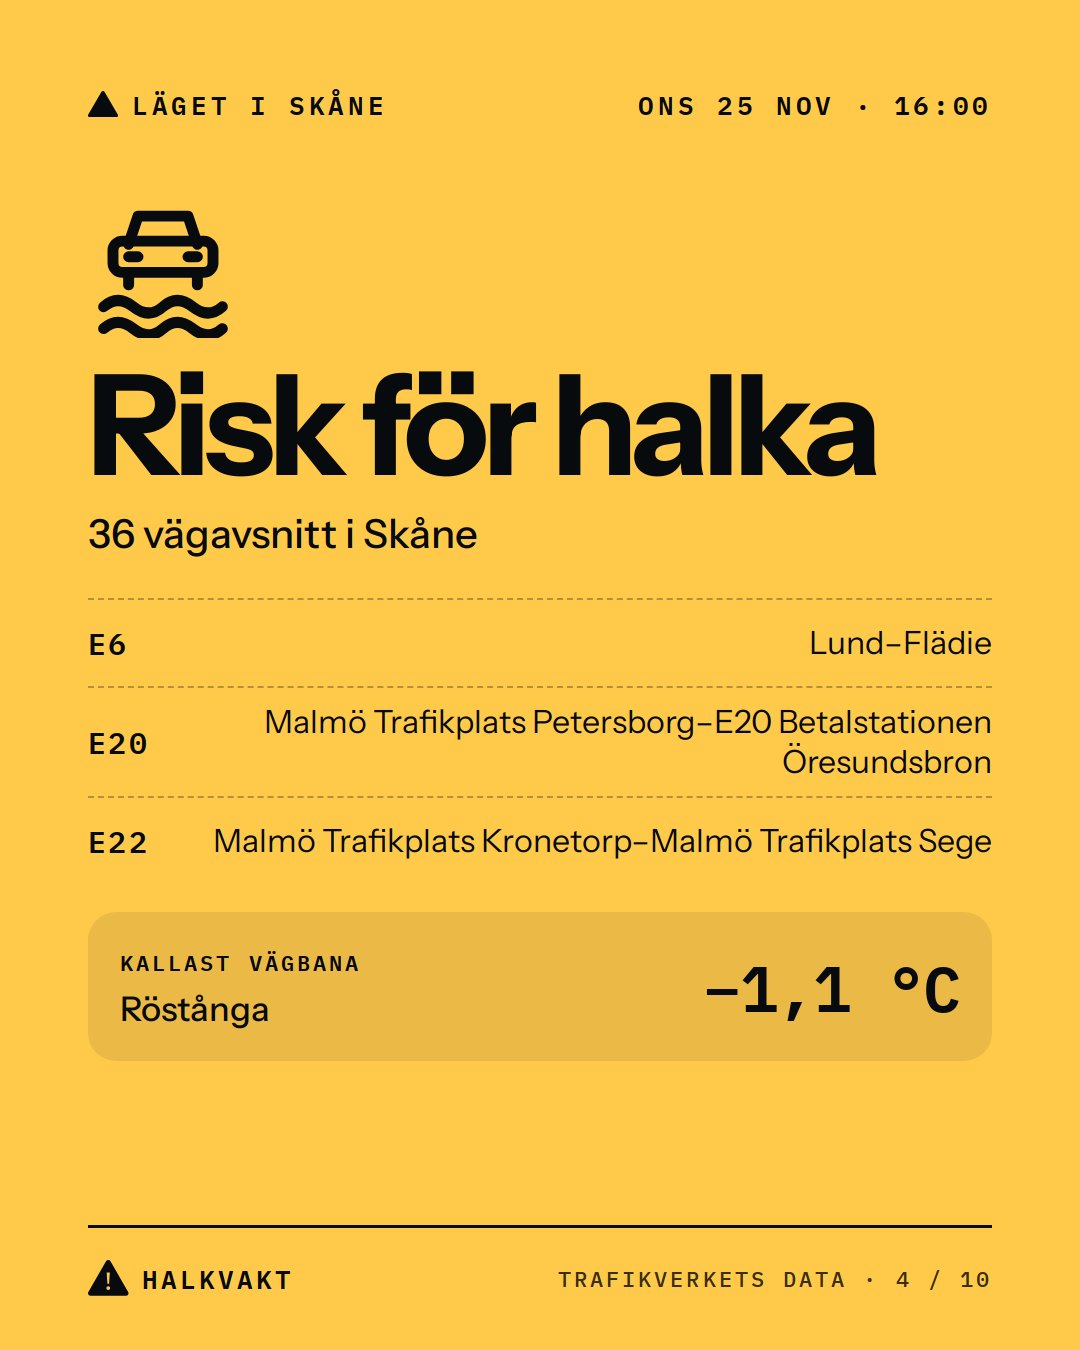 LÄGET I SKÅNE
ONS 25 NOV · 16:00
Risk för halka
36 vägavsnitt i Skåne
E6
Lund–Flädie
E20
Malmö Trafikplats Petersborg–E20 Betalstationen
Öresundsbron
E22
Malmö Trafikplats Kronetorp–Malmö Trafikplats Sege
KALLAST VÄGBANA
Röstånga
−1,1 °C
HALKVAKT
TRAFIKVERKETS DATA · 4 / 10